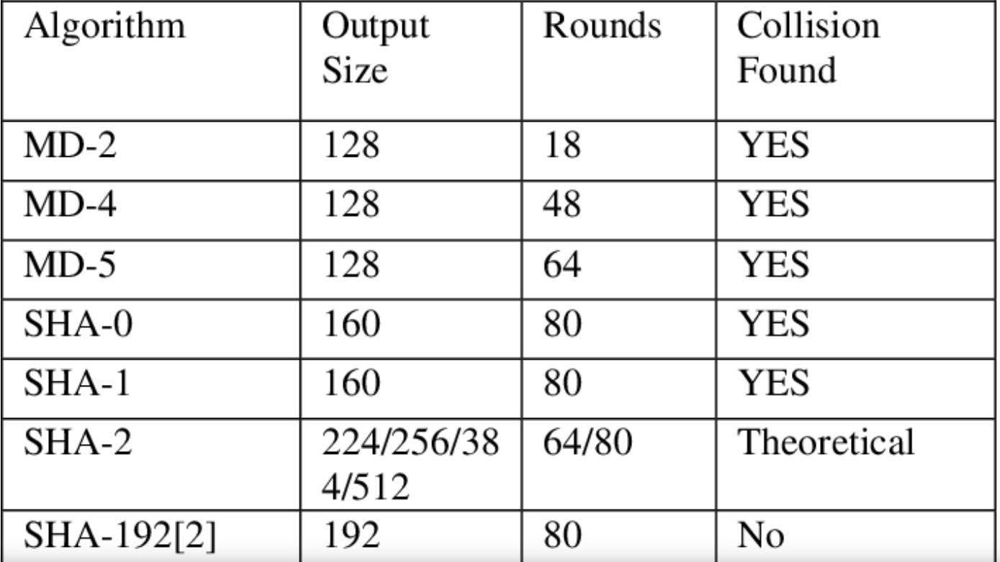 Algorithm Output Rounds Collision
Size Found
MD-2 128 18 YES
MD-4 128 48 YES
MD-5 128 64 YES
SHA-0 160 80 YES
SHA-1 160 80 YES
SHA-2 224/256/38 64/80 Theoretical
4/512
SHA-192[2] 192 80 No